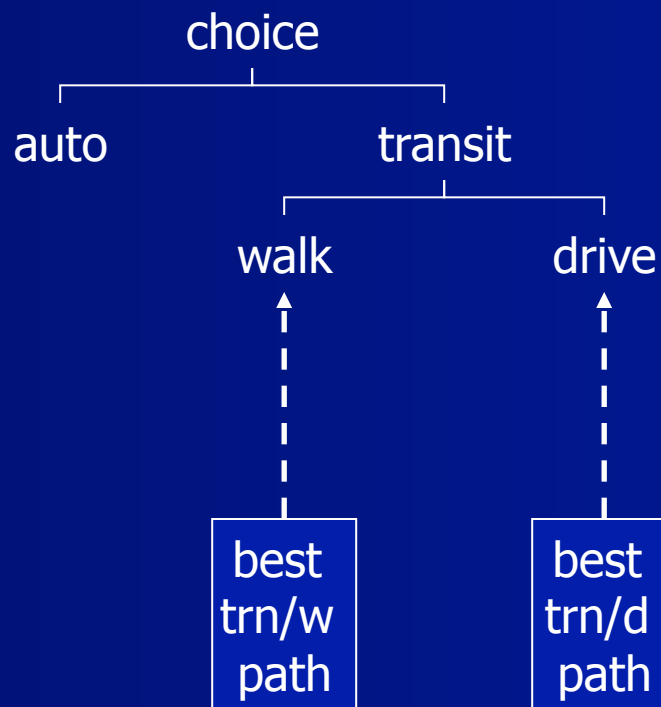 choice
auto transit
walk drive
best best
trn/w trn/d
path path